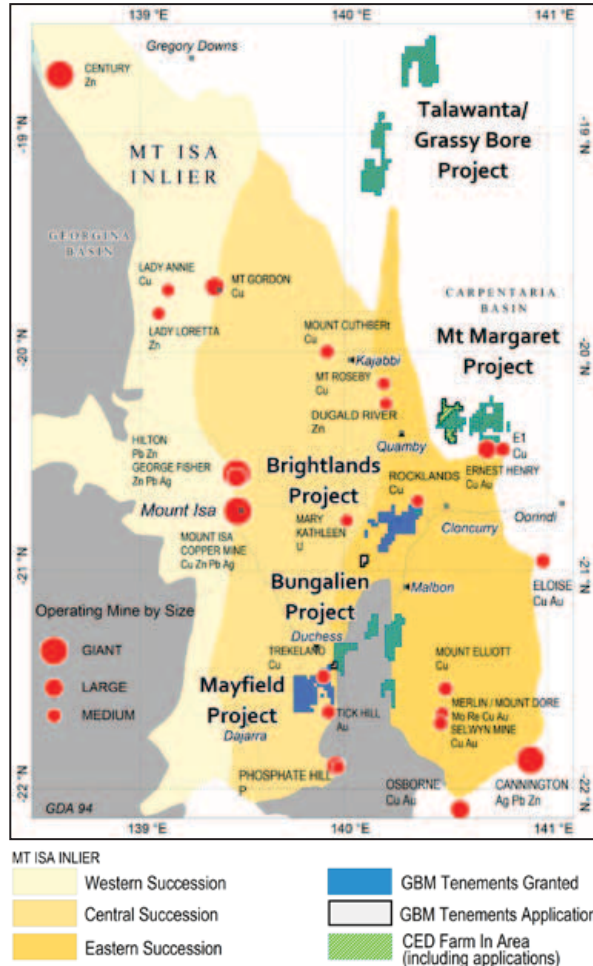 139 °E
140 °E
141 °E
Gregory Downs
CENTURY
Zn
-19 °N
-19 °N
Talawanta/
Grassy Bore
Project
MT ISA
INLIER
GEORGINA
BASIN
LADY ANNIE
Cu
MT GORDON
Cu
CARPENTARIA
BASIN
LADY LORETTA
Zn
MOUNT CUTHBERt
Cu
Mt Margaret
Project
-20 °N
-20 °N
Kajabbi
MT ROSEBY
Cu
DUGALD RIVER
Zn
HILTON
Pb Zn
GEORGE FISHER
Zn Pb Ag
Quamby
E1
Cu
ERNEST HENRY
Cu Au
Brightlands
Project
ROCKLANDS
Cu
Mount Isa
MARY
KATHLEEN
U
Cloncurry
Oorindi
MOUNT ISA
COPPER MINE
Cu Zn Pb Ag
-21 °N
-21 °N
Bungalien
Project
Malbon
ELOISE
Cu Au
Operating Mine by Size
GIANT
LARGE
MEDIUM
Duchess
TREKELANO
Cu
MOUNT ELLIOTT
Cu
Mayfield
Project
MERLIN / MOUNT DORE
Mo Re Cu Au
SELWYN MINE
Cu Au
TICK HILL
Au
Dajarra
PHOSPHATE HILL
P
OSBORNE
Cu Au
CANNINGTON
Ag Pb Zn
-22 °N
-22 °N
GDA 94
139 °E
140 °E
141 °E
MT ISA INLIER
Western Succession
Central Succession
Eastern Succession
GBM Tenements Granted
GBM Tenements Application
CED Farm In Area
(including applications)